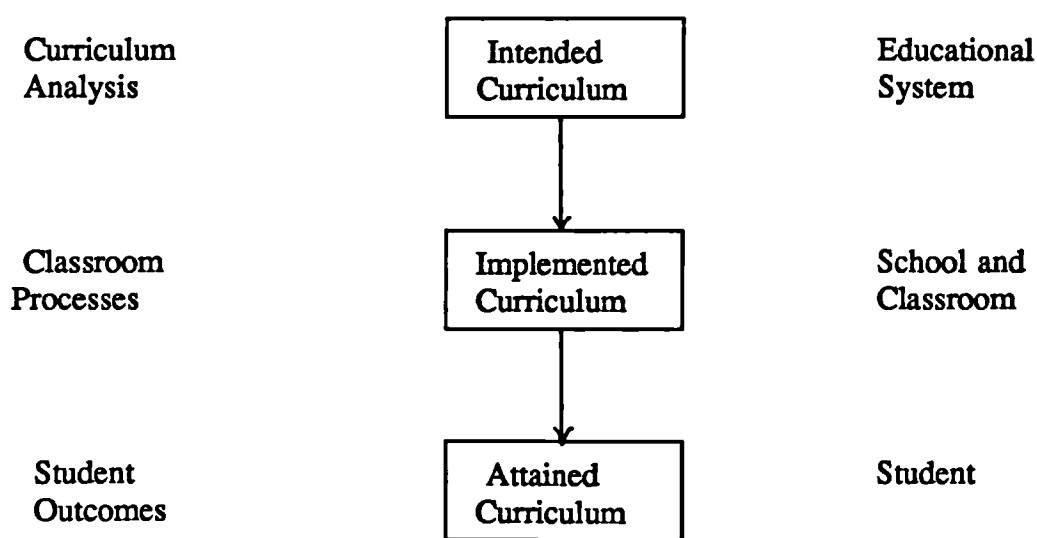 Curriculum
Analysis
Intended
Curriculum
Educational
System
Classroom
Processes
Implemented
Curriculum
School and
Classroom
Student
Outcomes
Attained
Curriculum
Student